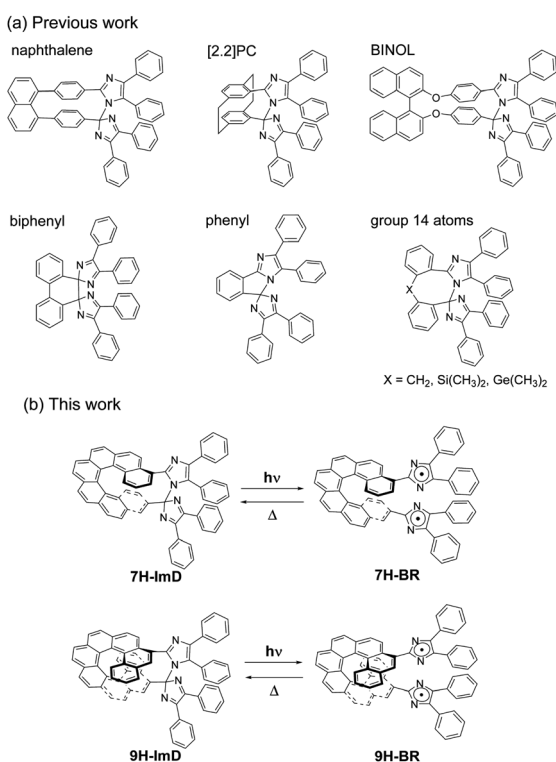 (a) Previous work
naphthalene [2.2]PC BINOL
N
N
N
N
N
N
N
N
O
O
N
N
N
N
biphenyl phenyl group 14 atoms
N
N
N
N
N
N
N
N
X
N
N
N
N
X = CH₂, Si(CH₃)₂, Ge(CH₃)₂
(b) This work
N
N
N
N
hν
Δ
N
N
N
N
7H-ImD 7H-BR
N
N
N
N
hν
Δ
N
N
N
N
9H-ImD 9H-BR